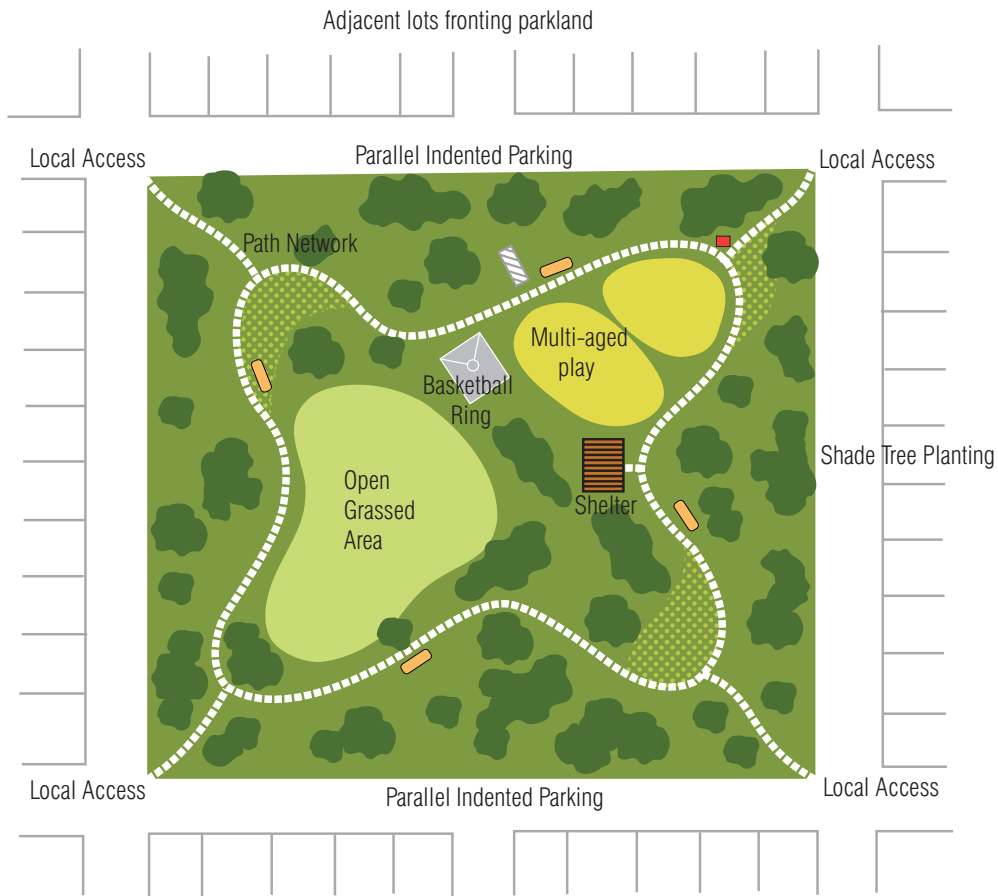 Adjacent lots fronting parkland
Local Access
Parallel Indented Parking
Local Access
Path Network
Multi-aged
play
Basketball
Ring
Shade Tree Planting
Open
Grassed
Area
Shelter
Local Access
Parallel Indented Parking
Local Access